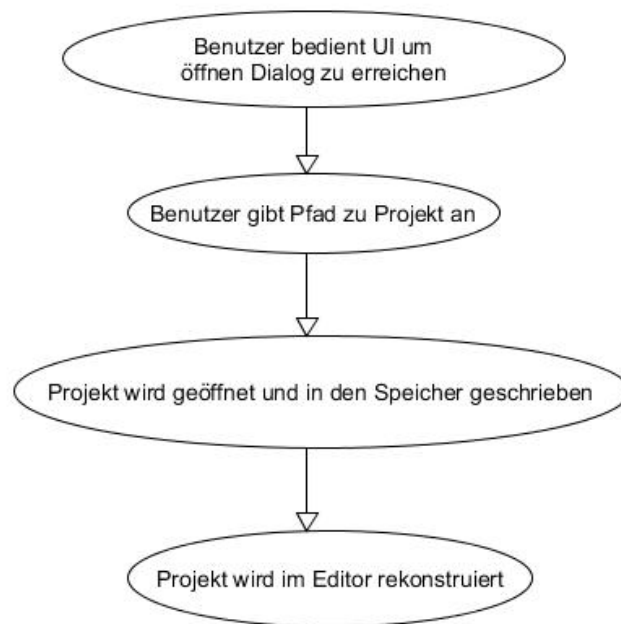 Benutzer bedient UI um
öffnen Dialog zu erreichen
Benutzer gibt Pfad zu Projekt an
Projekt wird geöffnet und in den Speicher geschrieben
Projekt wird im Editor rekonstruiert